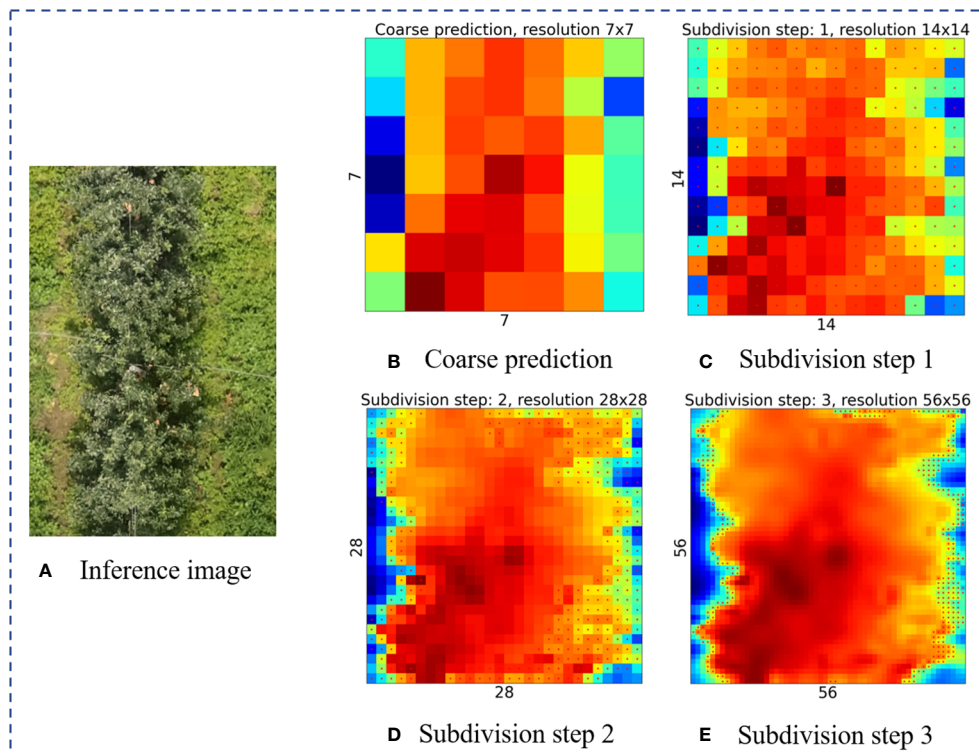 Coarse prediction, resolution 7x7
7
7
B Coarse prediction
Subdivision step: 1, resolution 14x14
14
14
C Subdivision step 1
A Inference image
Subdivision step: 2, resolution 28x28
28
28
D Subdivision step 2
Subdivision step: 3, resolution 56x56
56
56
E Subdivision step 3